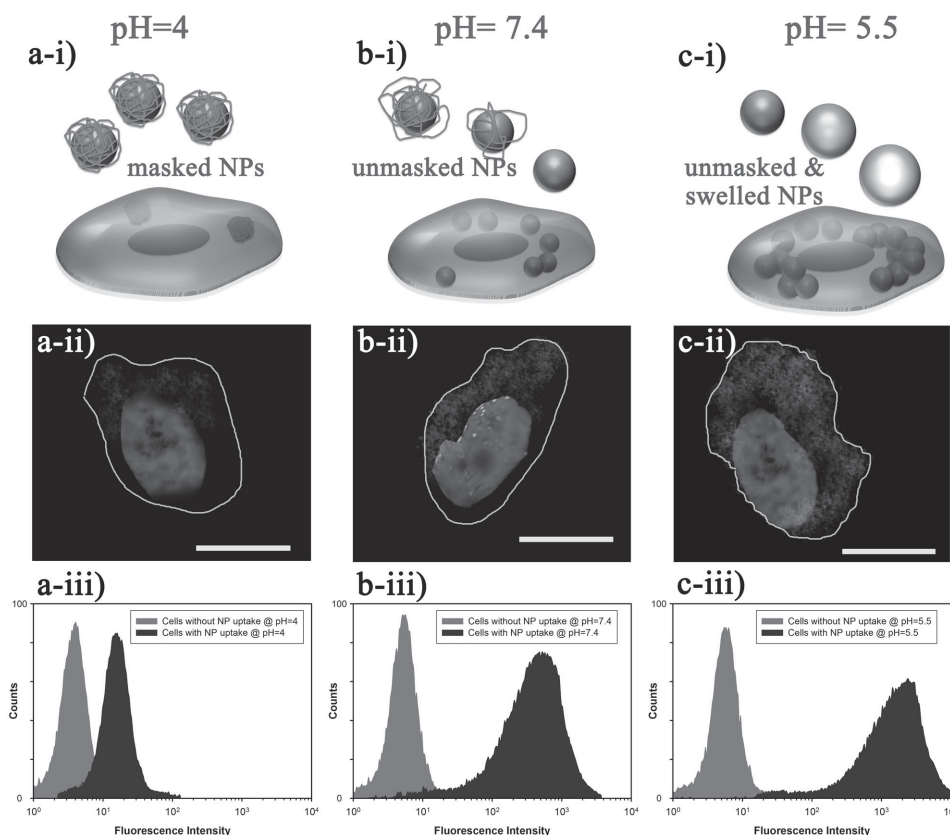 pH=4
pH= 7.4
pH= 5.5
a-i)
b-i)
c-i)
masked NPs
unmasked NPs
unmasked &
swelled NPs
a-ii)
b-ii)
c-ii)
a-iii)
b-iii)
c-iii)
100
Cells without NP uptake @ pH=4
Cells with NP uptake @ pH=4
Counts
0
10⁰
10¹
10²
10³
10⁴
Fluorescence Intensity
100
Cells without NP uptake @ pH=7.4
Cells with NP uptake @ pH=7.4
Counts
0
10⁰
10¹
10²
10³
10⁴
Fluorescence Intensity
100
Cells without NP uptake @ pH=5.5
Cells with NP uptake @ pH=5.5
Counts
0
10⁰
10¹
10²
10³
Fluorescence Intensity